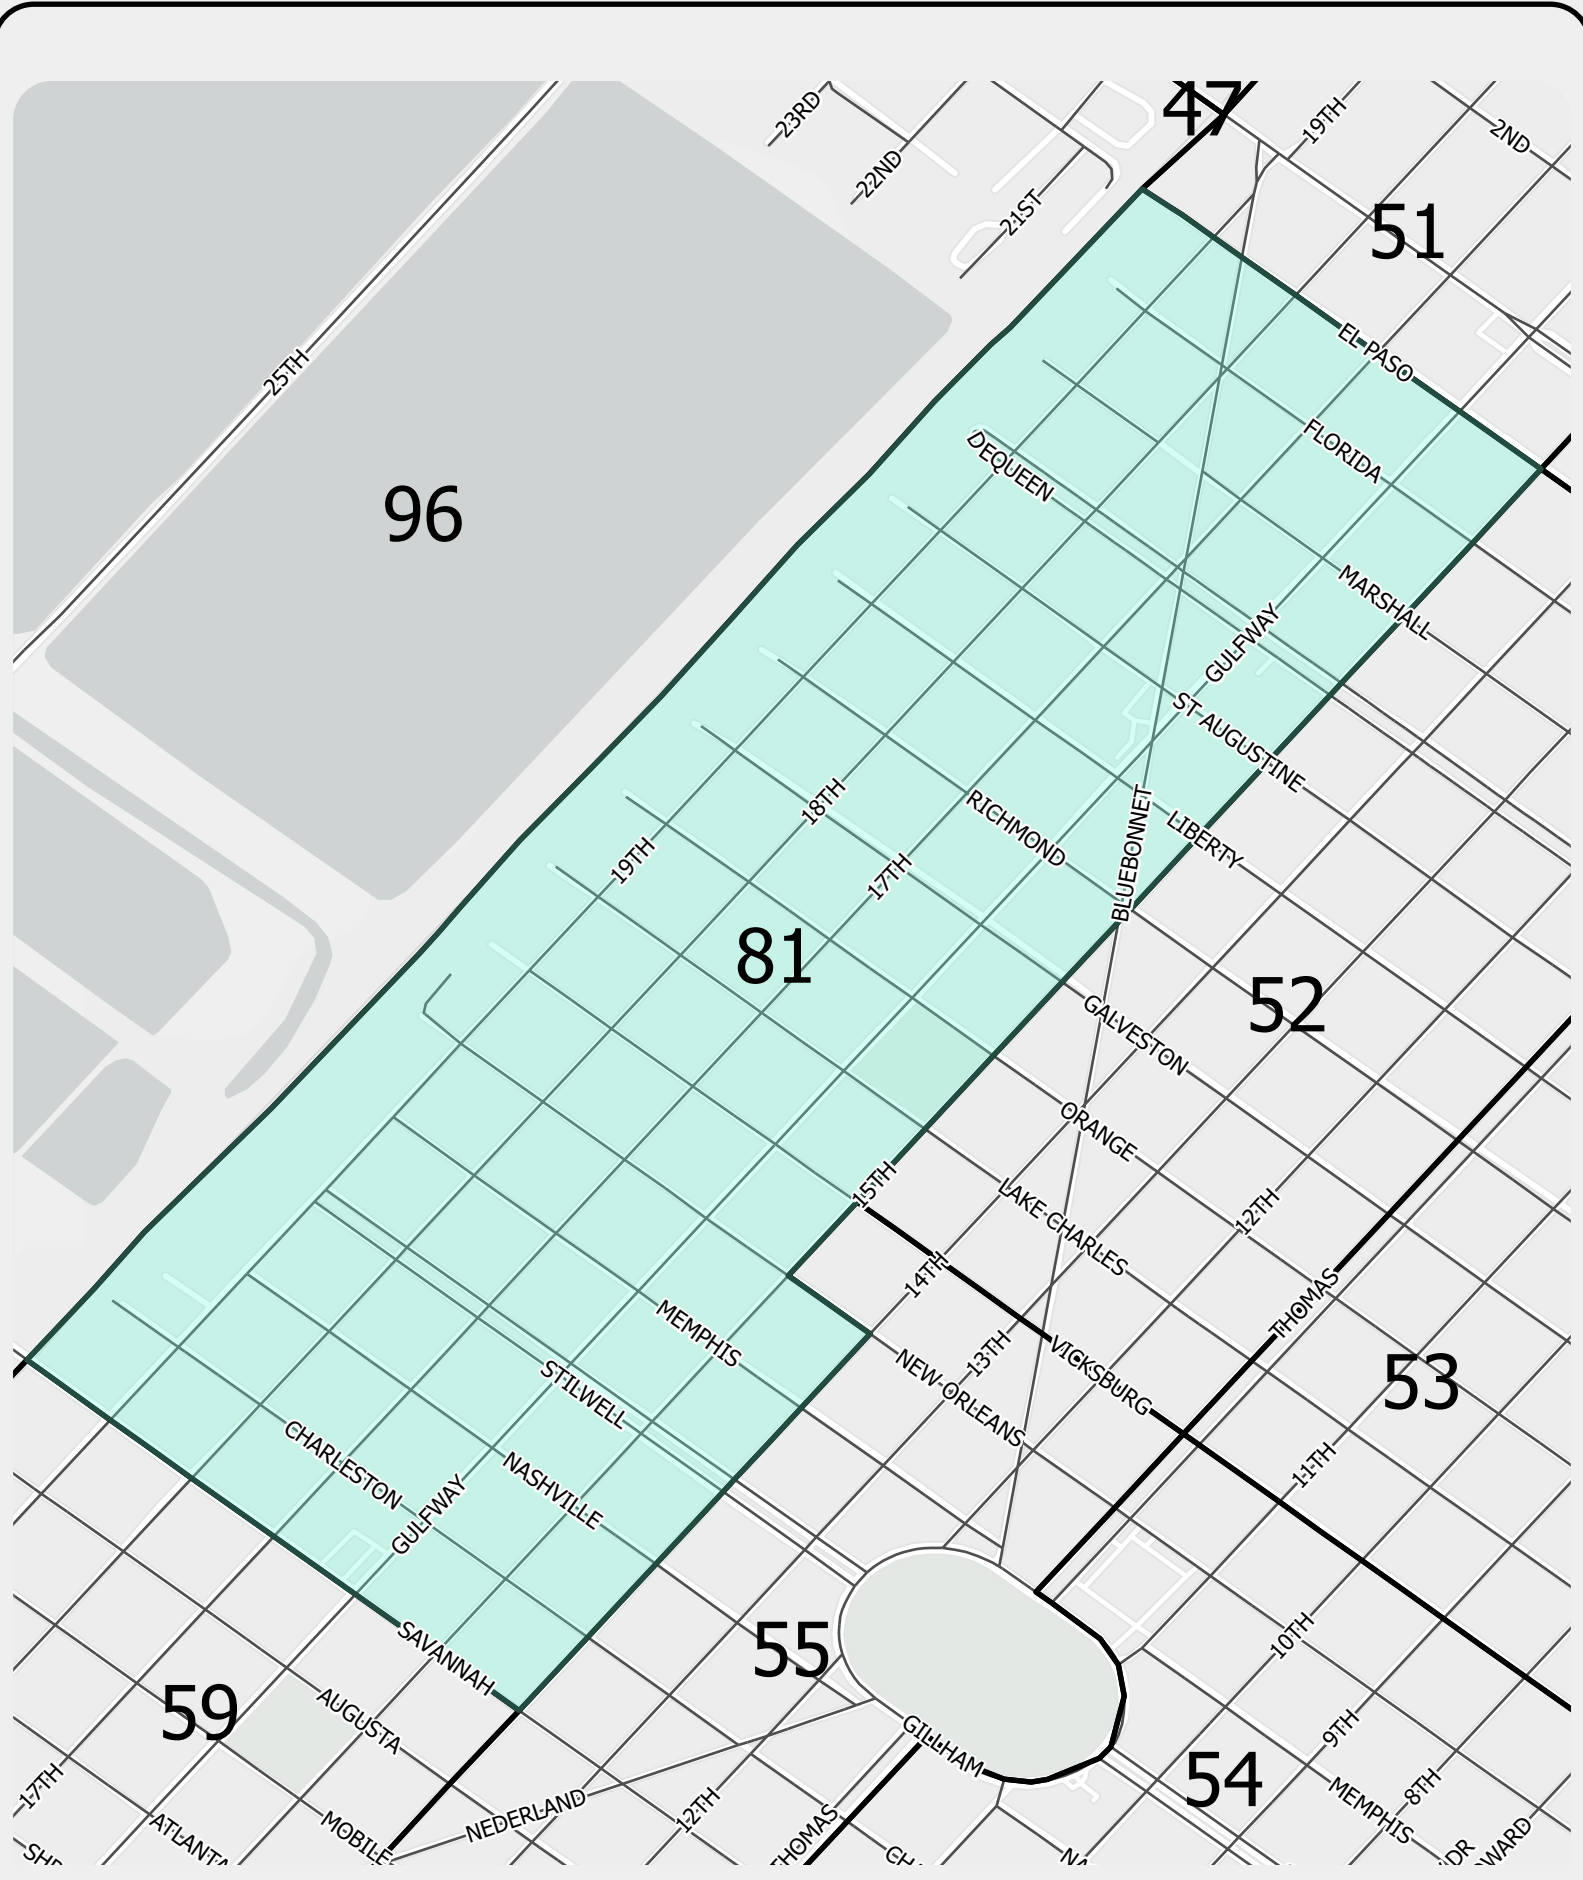 47
23RD
19TH
2ND
22ND
21ST
51
EL PASO
25TH
FLORIDA
DEQUEEN
96
MARSHALL
GULFWAY
ST AUGUSTINE
18TH
RICHMOND
LIBERTY
19TH
17TH
BLUEBONNET
81
52
GALVESTON
ORANGE
15TH
LAKE CHARLES
12TH
14TH
THOMAS
MEMPHIS
13TH
VICKSBURG
NEW ORLEANS
53
STILWELL
CHARLESTON
NASHVILLE
11TH
GULFWAY
SAVANNAH
55
10TH
59
AUGUSTA
GILLHAM
9TH
54
17TH
NEDERLAND
12TH
8TH
MEMPHIS
ATLANTA
MOBILE
THOMAS